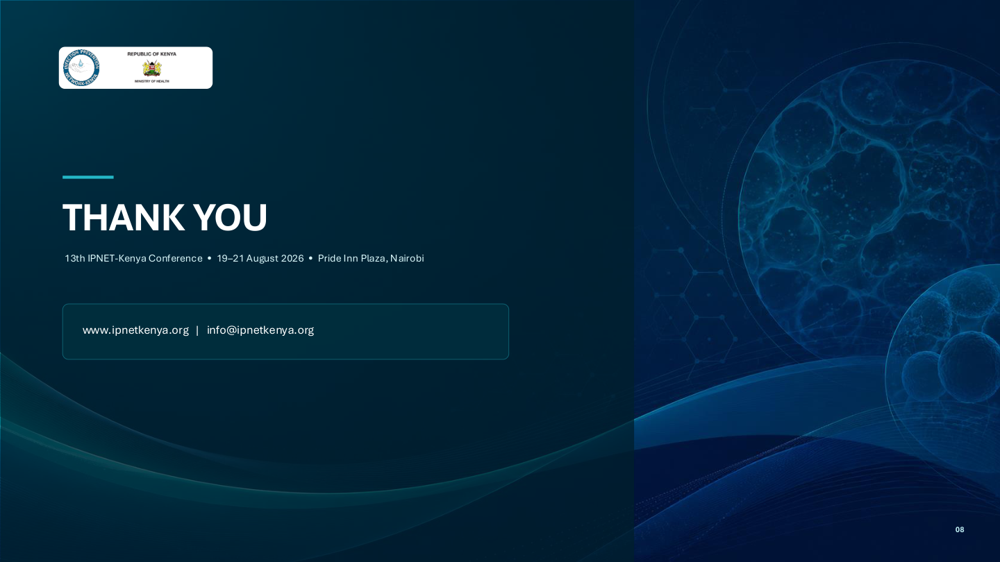 INFECTION PREVENTION
NETWORK-KENYA
REPUBLIC OF KENYA
MINISTRY OF HEALTH
THANK YOU
13th IPNET-Kenya Conference • 19–21 August 2026 • Pride Inn Plaza, Nairobi
www.ipnetkenya.org | info@ipnetkenya.org
08